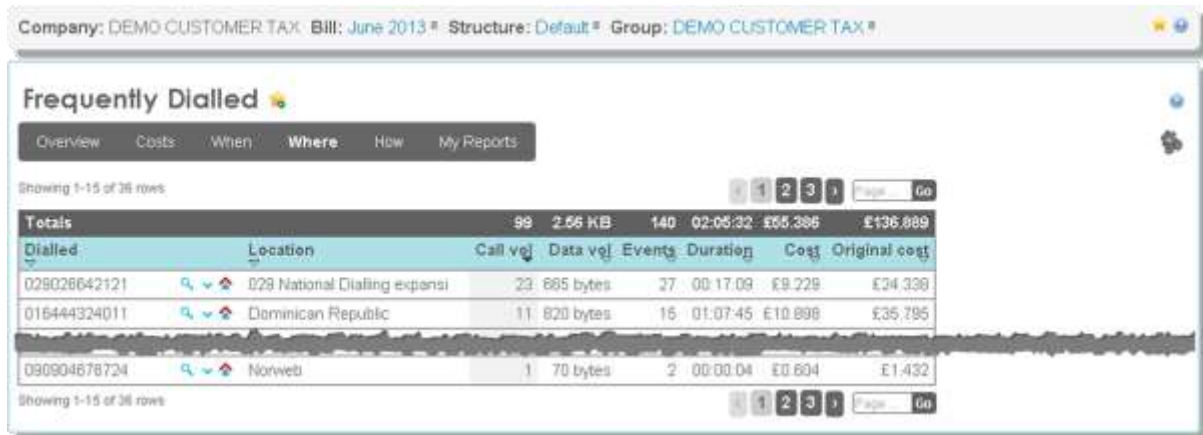 Company: DEMO CUSTOMER TAX Bill: June 2013 Structure: Default Group: DEMO CUSTOMER TAX
Frequently Dialled
Overview Costs When Where How My Reports
Showing 1-15 of 36 rows
1 2 3 › Page... Go
Totals 99 2.56 KB 140 02:05:32 £55.386 £136.889
Dialled Location Call vol Data vol Events Duration Cost Original cost
029026642121 029 National Dialling expansi 23 665 bytes 27 00:17:09 £9.229 £24.338
016444324011 Dominican Republic 11 820 bytes 15 01:07:45 £10.898 £35.795
090904676724 Norweb 1 70 bytes 2 00:00:04 £0.604 £1.432
Showing 1-15 of 36 rows
1 2 3 › Page... Go